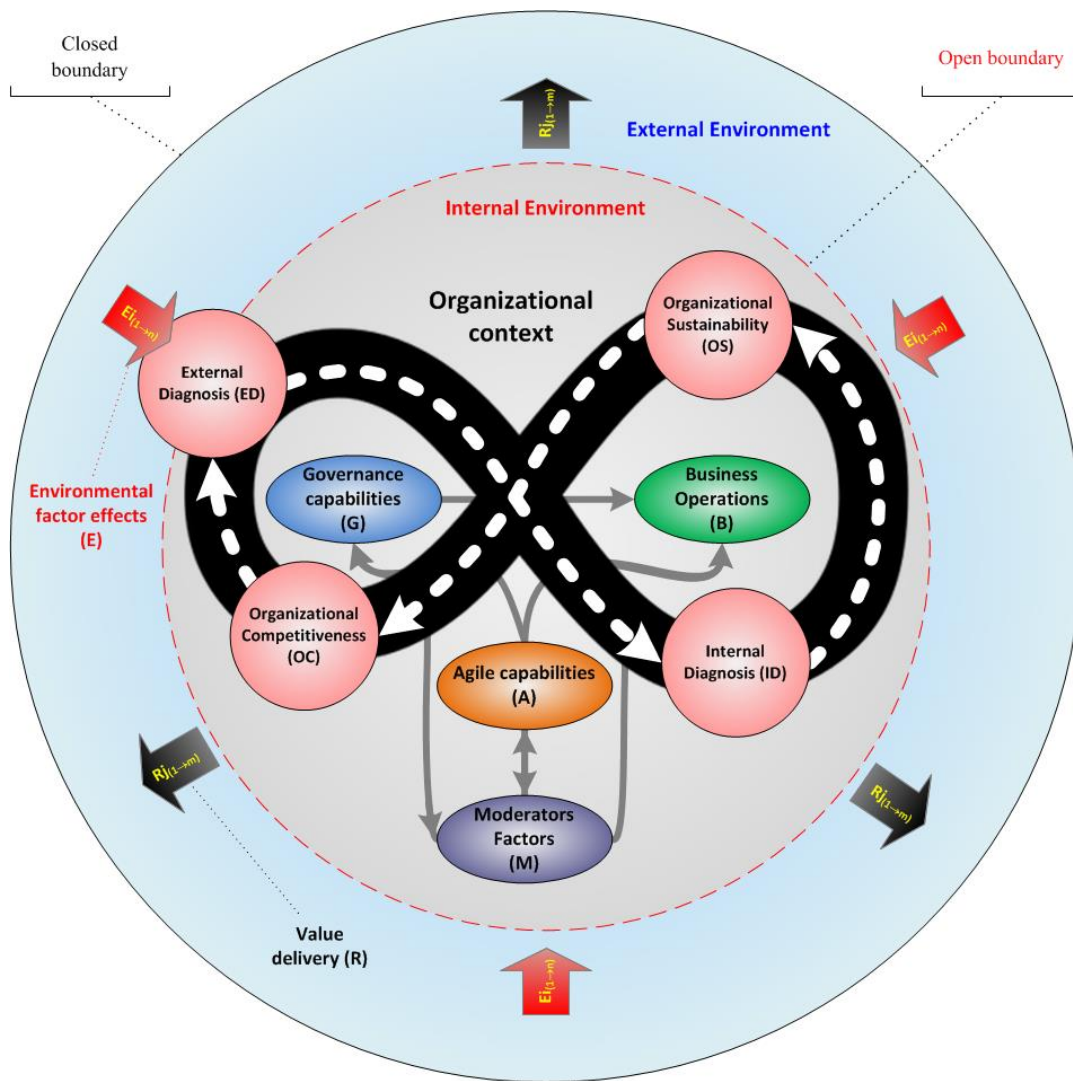 Closed
boundary
Open boundary
Rj(1→m)
External Environment
Internal Environment
Ei(1→n)
Organizational
context
Organizational
Sustainability
(OS)
Ei(1→n)
External
Diagnosis (ED)
Governance
capabilities
(G)
Business
Operations
(B)
Environmental
factor effects
(E)
Organizational
Competitiveness
(OC)
Agile capabilities
(A)
Internal
Diagnosis (ID)
Rj(1→m)
Rj(1→m)
Moderators
Factors
(M)
Value
delivery (R)
Ei(1→n)